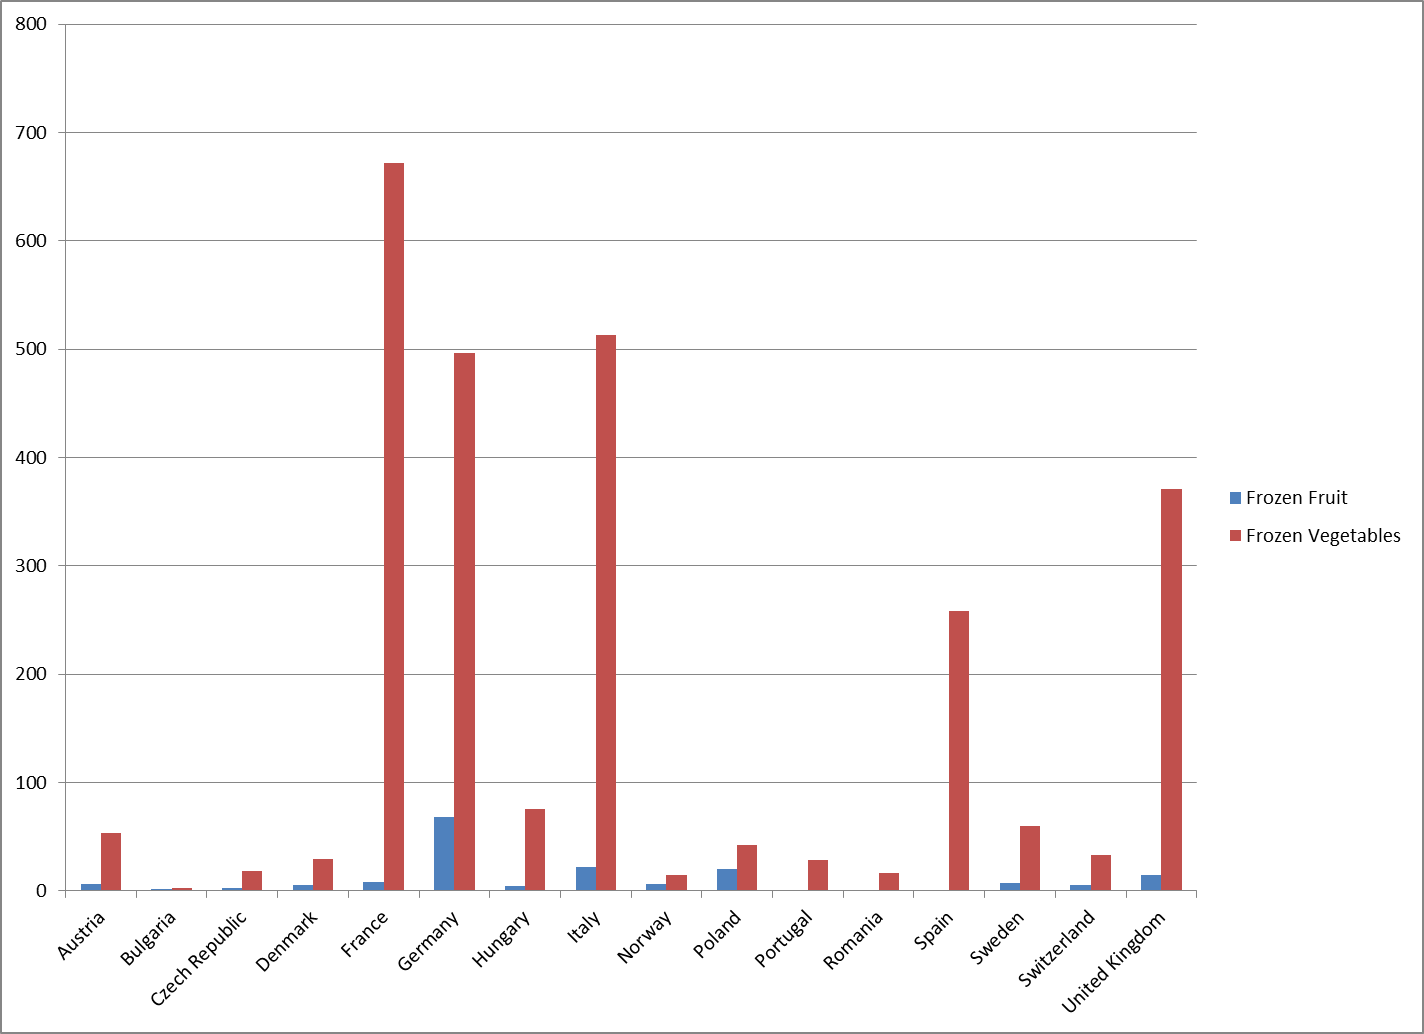 800
700
600
500
400
300
200
100
0
Austria
Bulgaria
Czech Republic
Denmark
France
Germany
Hungary
Italy
Norway
Poland
Portugal
Romania
Spain
Sweden
Switzerland
United Kingdom
Frozen Fruit
Frozen Vegetables